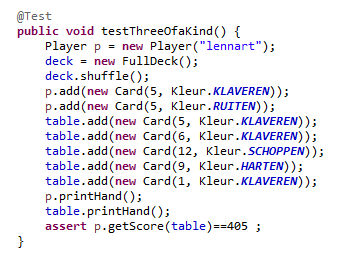 @Test
public void testThreeOfaKind() {
    Player p = new Player("lennart");
    deck = new FullDeck();
    deck.shuffle();
    p.add(new Card(5, Kleur.KLAVEREN));
    p.add(new Card(5, Kleur.RUITEN));
    table.add(new Card(5, Kleur.KLAVEREN));
    table.add(new Card(6, Kleur.KLAVEREN));
    table.add(new Card(12, Kleur.SCHOPPEN));
    table.add(new Card(9, Kleur.HARTEN));
    table.add(new Card(1, Kleur.KLAVEREN));
    p.printHand();
    table.printHand();
    assert p.getScore(table)==405 ;
}